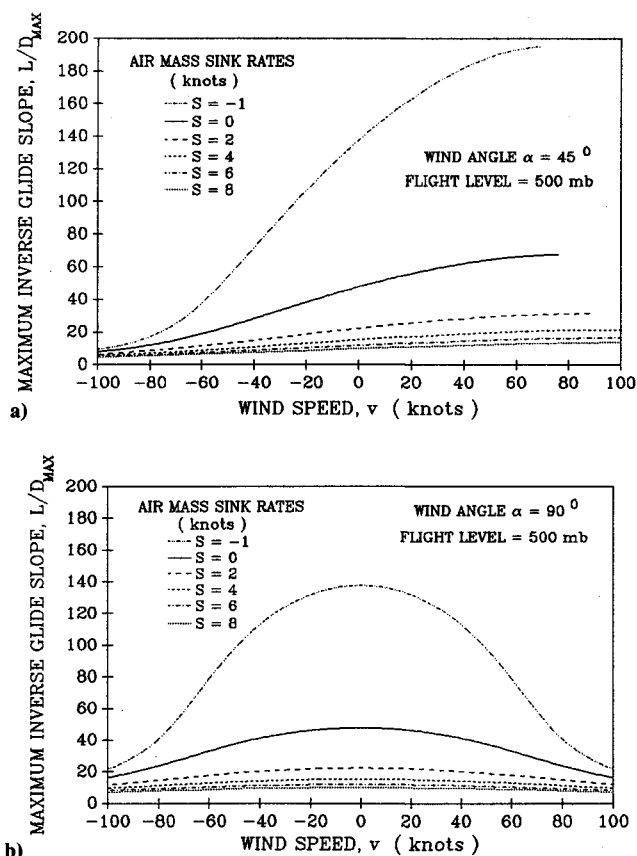 MAXIMUM INVERSE GLIDE SLOPE, L/D_MAX
200
180
160
140
120
100
80
60
40
20
0
AIR MASS SINK RATES
( knots )
S = −1
S = 0
S = 2
S = 4
S = 6
S = 8
WIND ANGLE α = 45 °
FLIGHT LEVEL = 500 mb
−100 −80 −60 −40 −20 0 20 40 60 80 100
WIND SPEED, v ( knots )
a)
MAXIMUM INVERSE GLIDE SLOPE, L/D_MAX
200
180
160
140
120
100
80
60
40
20
0
AIR MASS SINK RATES
( knots )
S = −1
S = 0
S = 2
S = 4
S = 6
S = 8
WIND ANGLE α = 90 °
FLIGHT LEVEL = 500 mb
−100 −80 −60 −40 −20 0 20 40 60 80 100
WIND SPEED, v ( knots )
b)